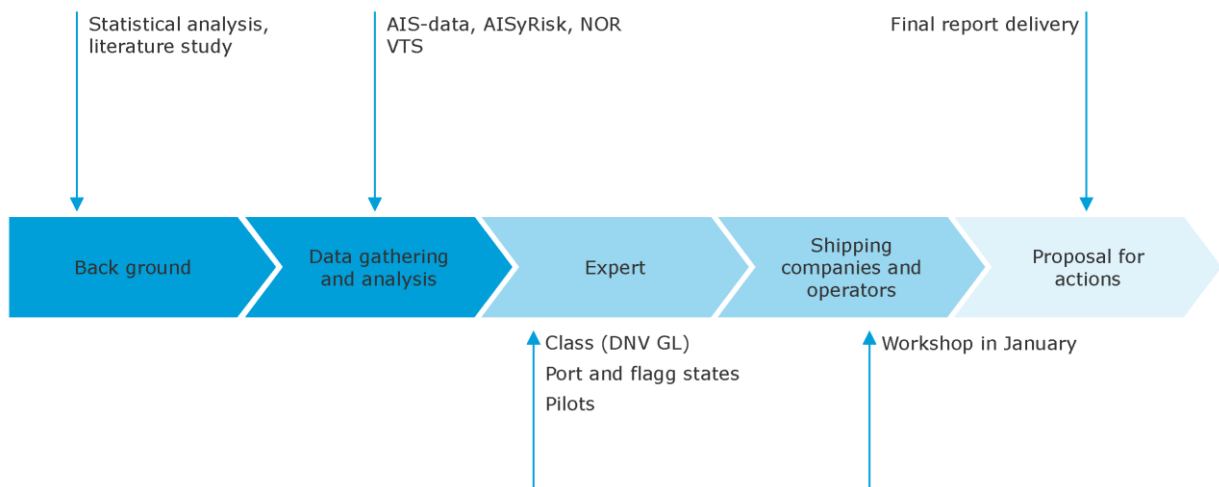 Statistical analysis,
literature study
AIS-data, AISyRisk, NOR
VTS
Final report delivery
Back ground
Data gathering
and analysis
Expert
Shipping
companies and
operators
Proposal for
actions
Class (DNV GL)
Port and flagg states
Pilots
Workshop in January